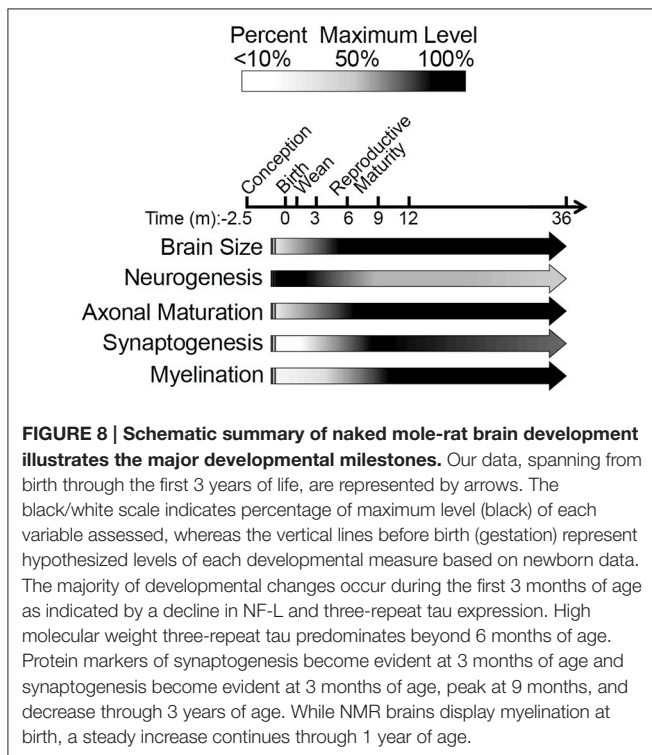 Percent Maximum Level
<10% 50% 100%
Conception
Birth
Wean
Reproductive
Maturity
Time (m):-2.5 0 3 6 9 12 36
Brain Size
Neurogenesis
Axonal Maturation
Synaptogenesis
Myelination
FIGURE 8 | Schematic summary of naked mole-rat brain development
illustrates the major developmental milestones. Our data, spanning from
birth through the first 3 years of life, are represented by arrows. The
black/white scale indicates percentage of maximum level (black) of each
variable assessed, whereas the vertical lines before birth (gestation) represent
hypothesized levels of each developmental measure based on newborn data.
The majority of developmental changes occur during the first 3 months of age
as indicated by a decline in NF-L and three-repeat tau expression. High
molecular weight three-repeat tau predominates beyond 6 months of age.
Protein markers of synaptogenesis become evident at 3 months of age and
synaptogenesis become evident at 3 months of age, peak at 9 months, and
decrease through 3 years of age. While NMR brains display myelination at
birth, a steady increase continues through 1 year of age.